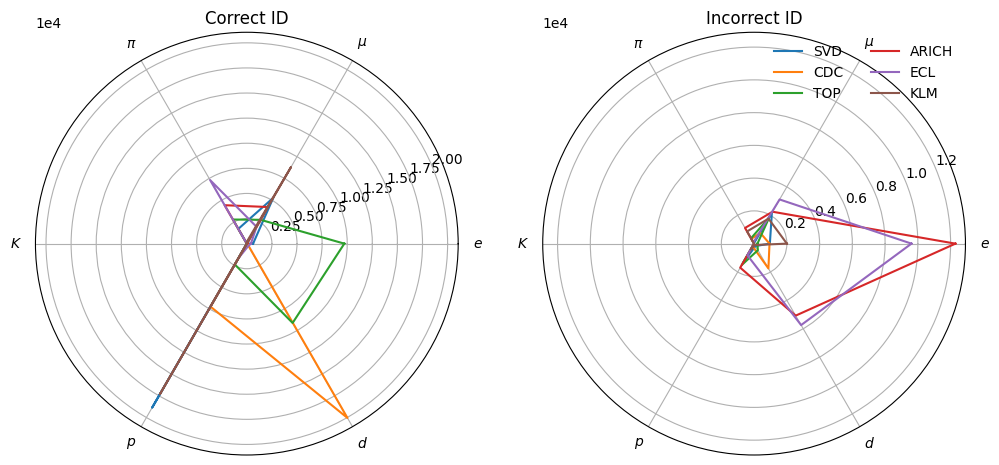 Correct ID
1e4
π
μ
K
e
p
d
0.25
0.50
0.75
1.00
1.25
1.50
1.75
2.00
Incorrect ID
1e4
π
μ
K
e
p
d
0.2
0.4
0.6
0.8
1.0
1.2
SVD
CDC
TOP
ARICH
ECL
KLM